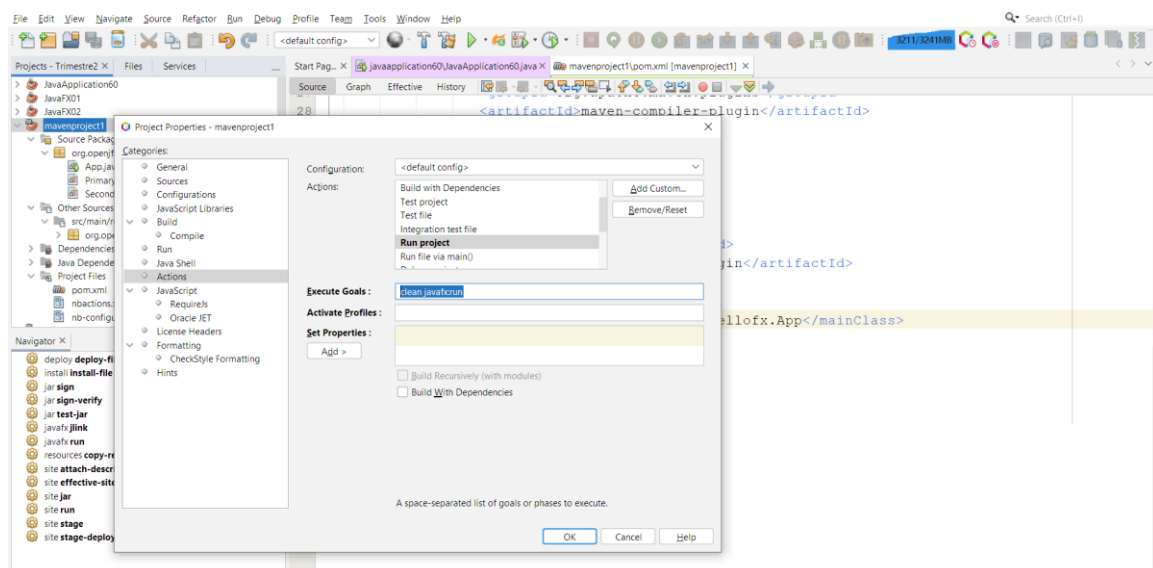 File Edit View Navigate Source Refactor Run Debug Profile Team Tools Window Help
Search (Ctrl+I)
<default config>
3211/3241MB
Projects - Trimestre2 × Files Services
Start Pag... × javaapplication60\JavaApplication60.java × mavenproject1\pom.xml [mavenproject1] ×
Source Graph Effective History
JavaApplication60
JavaFX01
JavaFX02
mavenproject1
Source Packag
org.openjf
App.jav
Primary
Second
Other Sources
src/main/r
org.ope
Dependencies
Java Depende
Project Files
pom.xml
nbactions.
nb-configu
28 <artifactId>maven-compiler-plugin</artifactId>
gin</artifactId>
ellofx.App</mainClass>
Navigator ×
deploy deploy-fi
install install-file
jar sign
jar sign-verify
jar test-jar
javafx jlink
javafx run
resources copy-re
site attach-descr
site effective-site
site jar
site run
site stage
site stage-deploy
Project Properties - mavenproject1
Categories:
General
Sources
Configurations
JavaScript Libraries
Build
Compile
Run
Java Shell
Actions
JavaScript
RequireJs
Oracle JET
License Headers
Formatting
CheckStyle Formatting
Hints
Configuration: <default config>
Actions:
Build with Dependencies
Test project
Test file
Integration test file
Run project
Run file via main()
Add Custom...
Remove/Reset
Execute Goals : clean javafx:run
Activate Profiles :
Set Properties :
Add >
Build Recursively (with modules)
Build With Dependencies
A space-separated list of goals or phases to execute.
OK Cancel Help